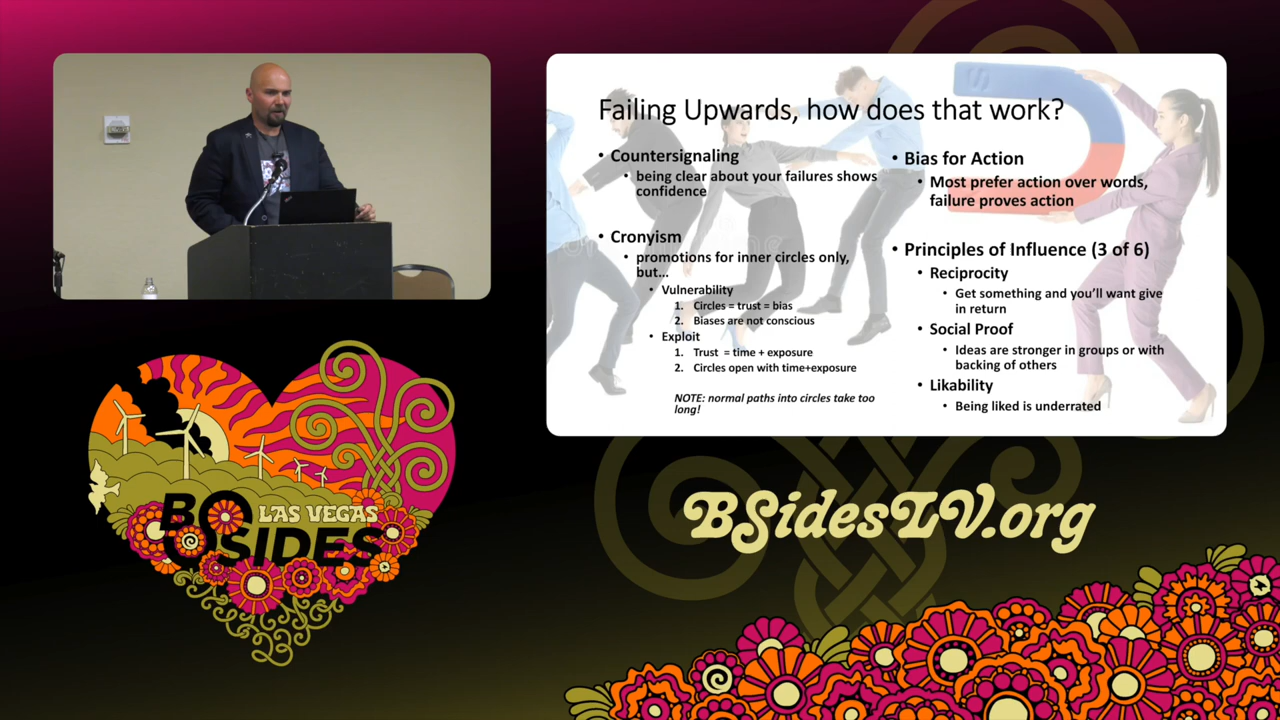 Failing Upwards, how does that work?
• Countersignaling
• being clear about your failures shows
confidence
• Cronyism
• promotions for inner circles only,
but...
• Vulnerability
1. Circles = trust = bias
2. Biases are not conscious
• Exploit
1. Trust = time + exposure
2. Circles open with time+exposure
NOTE: normal paths into circles take too
long!
• Bias for Action
• Most prefer action over words,
failure proves action
• Principles of Influence (3 of 6)
• Reciprocity
• Get something and you'll want give
in return
• Social Proof
• Ideas are stronger in groups or with
backing of others
• Likability
• Being liked is underrated
BO LAS VEGAS
SIDES
23
BSidesLV.org